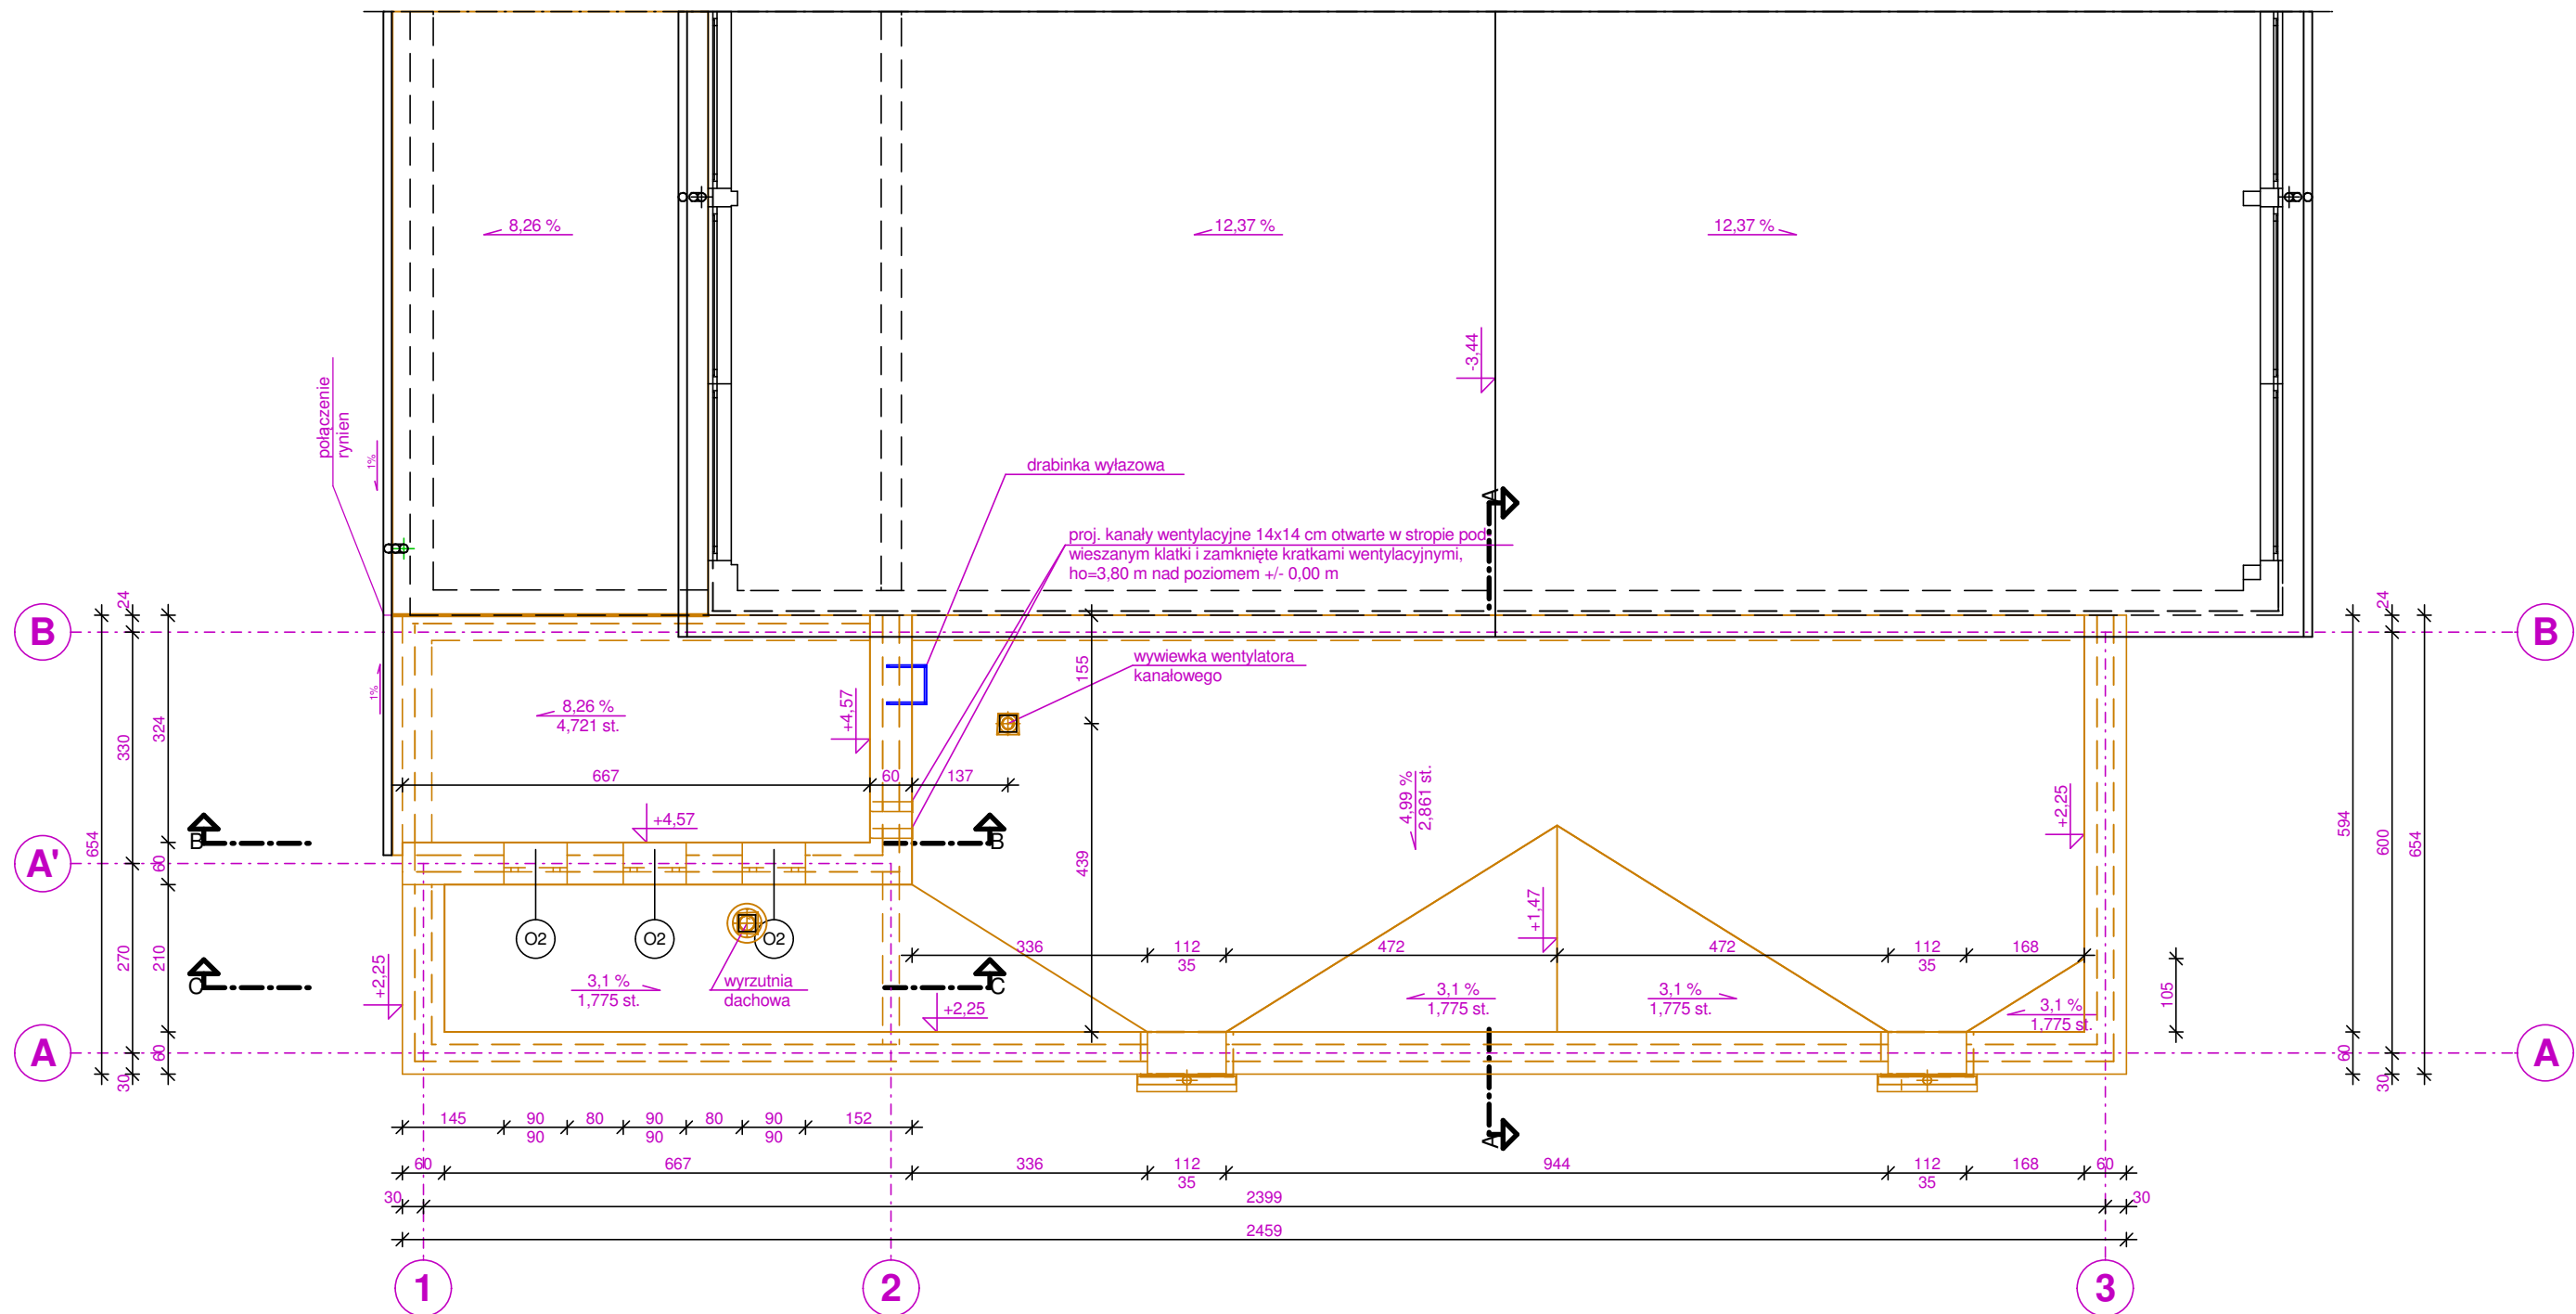 8,26 %
12,37 %
12,37 %
-3,44
połączenie
rynien
1%
drabinka wyłazowa
proj. kanały wentylacyjne 14x14 cm otwarte w stropie pod
wieszanym klatki i zamknięte kratkami wentylacyjnymi,
ho=3,80 m nad poziomem +/- 0,00 m
A
24
24
B
B
wywiewka wentylatora
kanałowego
155
1%
8,26 %
4,721 st.
+4,57
324
330
654
667
60
137
4,99 %
2,861 st.
+2,25
594
600
654
+4,57
B
B
A'
60
439
O2
O2
O2
+1,47
336
112
35
472
472
112
35
168
270
210
+2,25
C
C
3,1 %
1,775 st.
wyrzutnia
dachowa
+2,25
3,1 %
1,775 st.
3,1 %
1,775 st.
3,1 %
1,775 st.
105
A
A
60
30
60
30
145
90
90
80
90
90
80
90
90
152
A
60
667
336
112
35
944
112
35
168
60
30
2399
30
2459
1
2
3